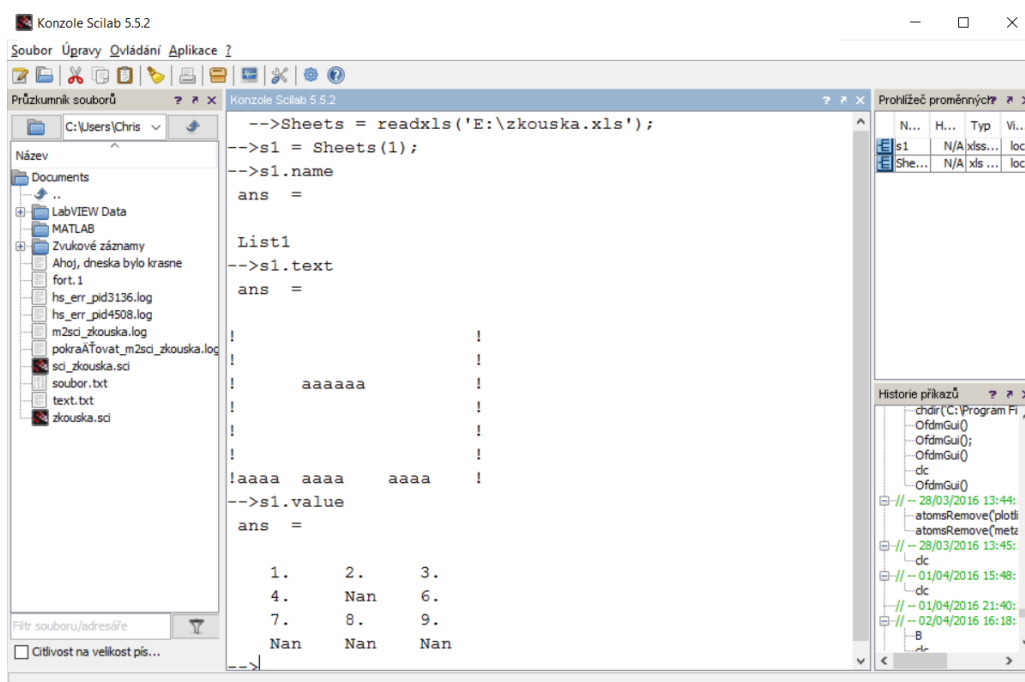 Konzole Scilab 5.5.2
Soubor Úpravy Ovládání Aplikace ?
Průzkumník souborů
C:\Users\Chris
Název
Documents
..
LabVIEW Data
MATLAB
Zvukové záznamy
Ahoj, dneska bylo krasne
fort.1
hs_err_pid3136.log
hs_err_pid4508.log
m2sci_zkouska.log
pokraÄŤovat_m2sci_zkouska.log
sci_zkouska.sci
soubor.txt
text.txt
zkouska.sci
Filtr souboru/adresáře
Citlivost na velikost pís...
Konzole Scilab 5.5.2
-->Sheets = readxls('E:\zkouska.xls');
-->s1 = Sheets(1);
-->s1.name
ans =
List1
-->s1.text
ans =
! !
! !
! aaaaaa !
! !
! !
! !
!aaaa aaaa aaaa !
-->s1.value
ans =
1. 2. 3.
4. Nan 6.
7. 8. 9.
Nan Nan Nan
-->
Prohlížeč proměnných
N... H... Typ Vi...
s1 N/A xlss... loc
She... N/A xls ... loc
Historie příkazů
chdir('C:\Program Fi
OfdmGui()
OfdmGui();
OfdmGui()
clc
OfdmGui()
// -- 28/03/2016 13:44:
atomsRemove('plotli
atomsRemove('meta
// -- 28/03/2016 13:45:
clc
// -- 01/04/2016 15:48:
clc
// -- 01/04/2016 21:40:
// -- 02/04/2016 16:18:
B
clc